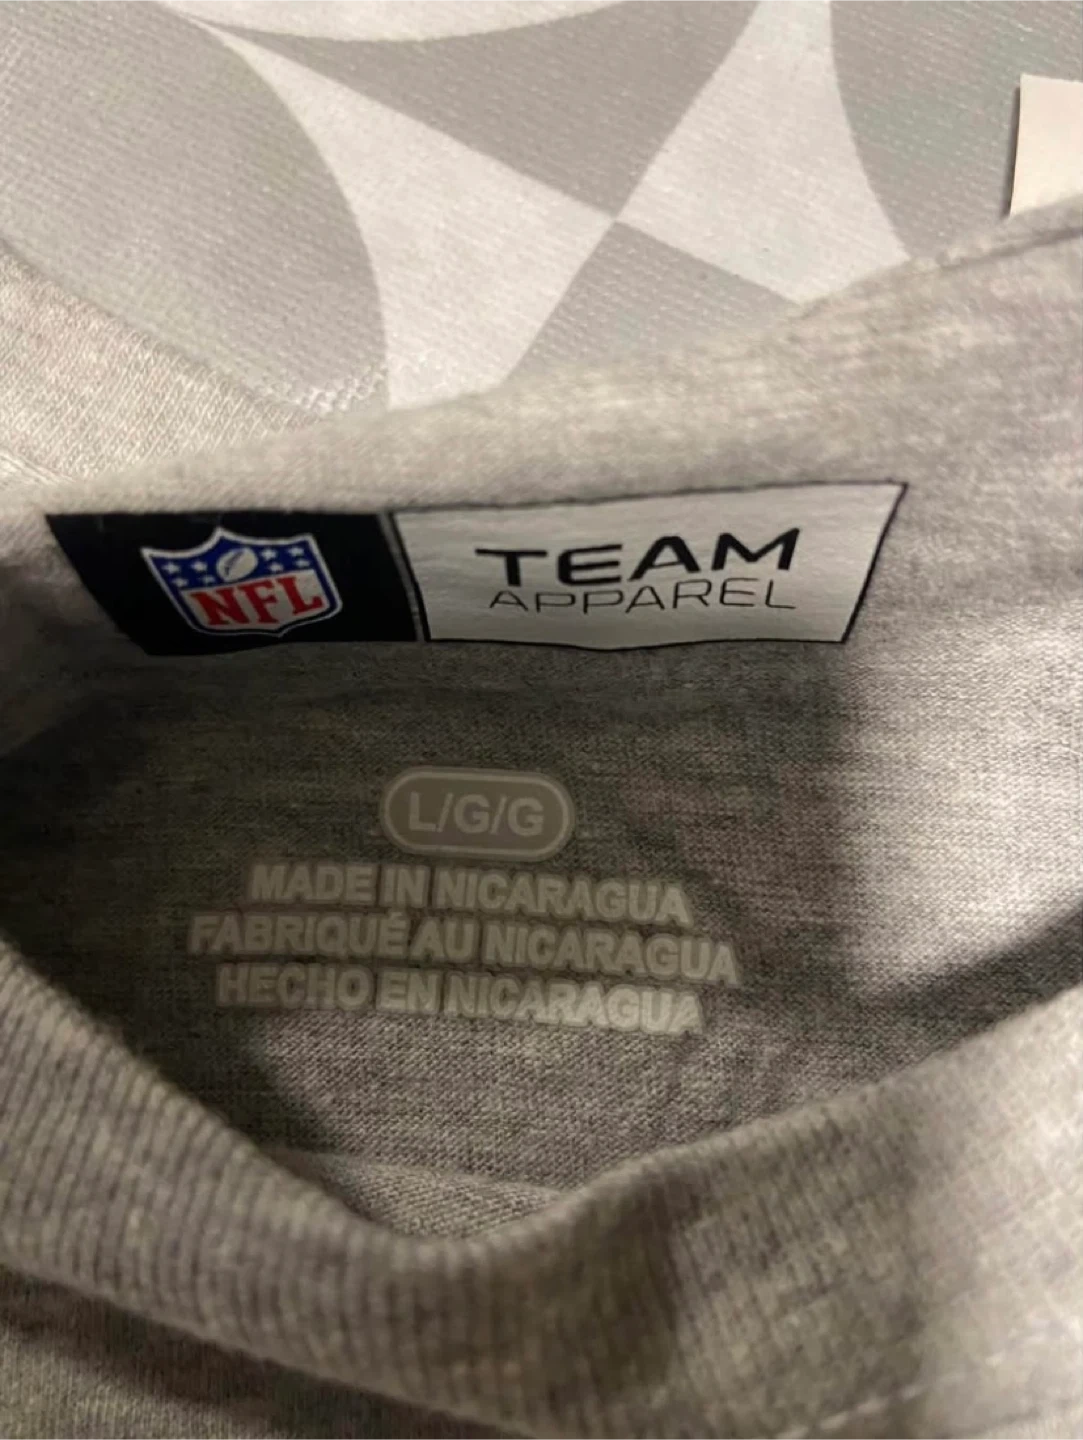 NFL
TEAM
APPAREL
L/G/G
MADE IN NICARAGUA
FABRIQUÉ AU NICARAGUA
HECHO EN NICARAGUA